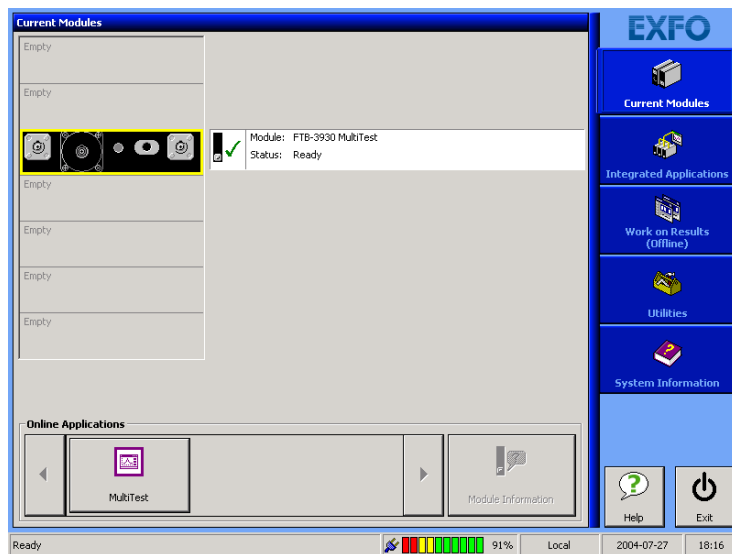 Current Modules
EXFO
Empty
Empty
Module: FTB-3930 MultiTest
Status: Ready
Empty
Empty
Empty
Empty
Current Modules
Integrated Applications
Work on Results
(Offline)
Utilities
System Information
Online Applications
MultiTest
Module Information
Help
Exit
Ready
91%
Local
2004-07-27
18:16